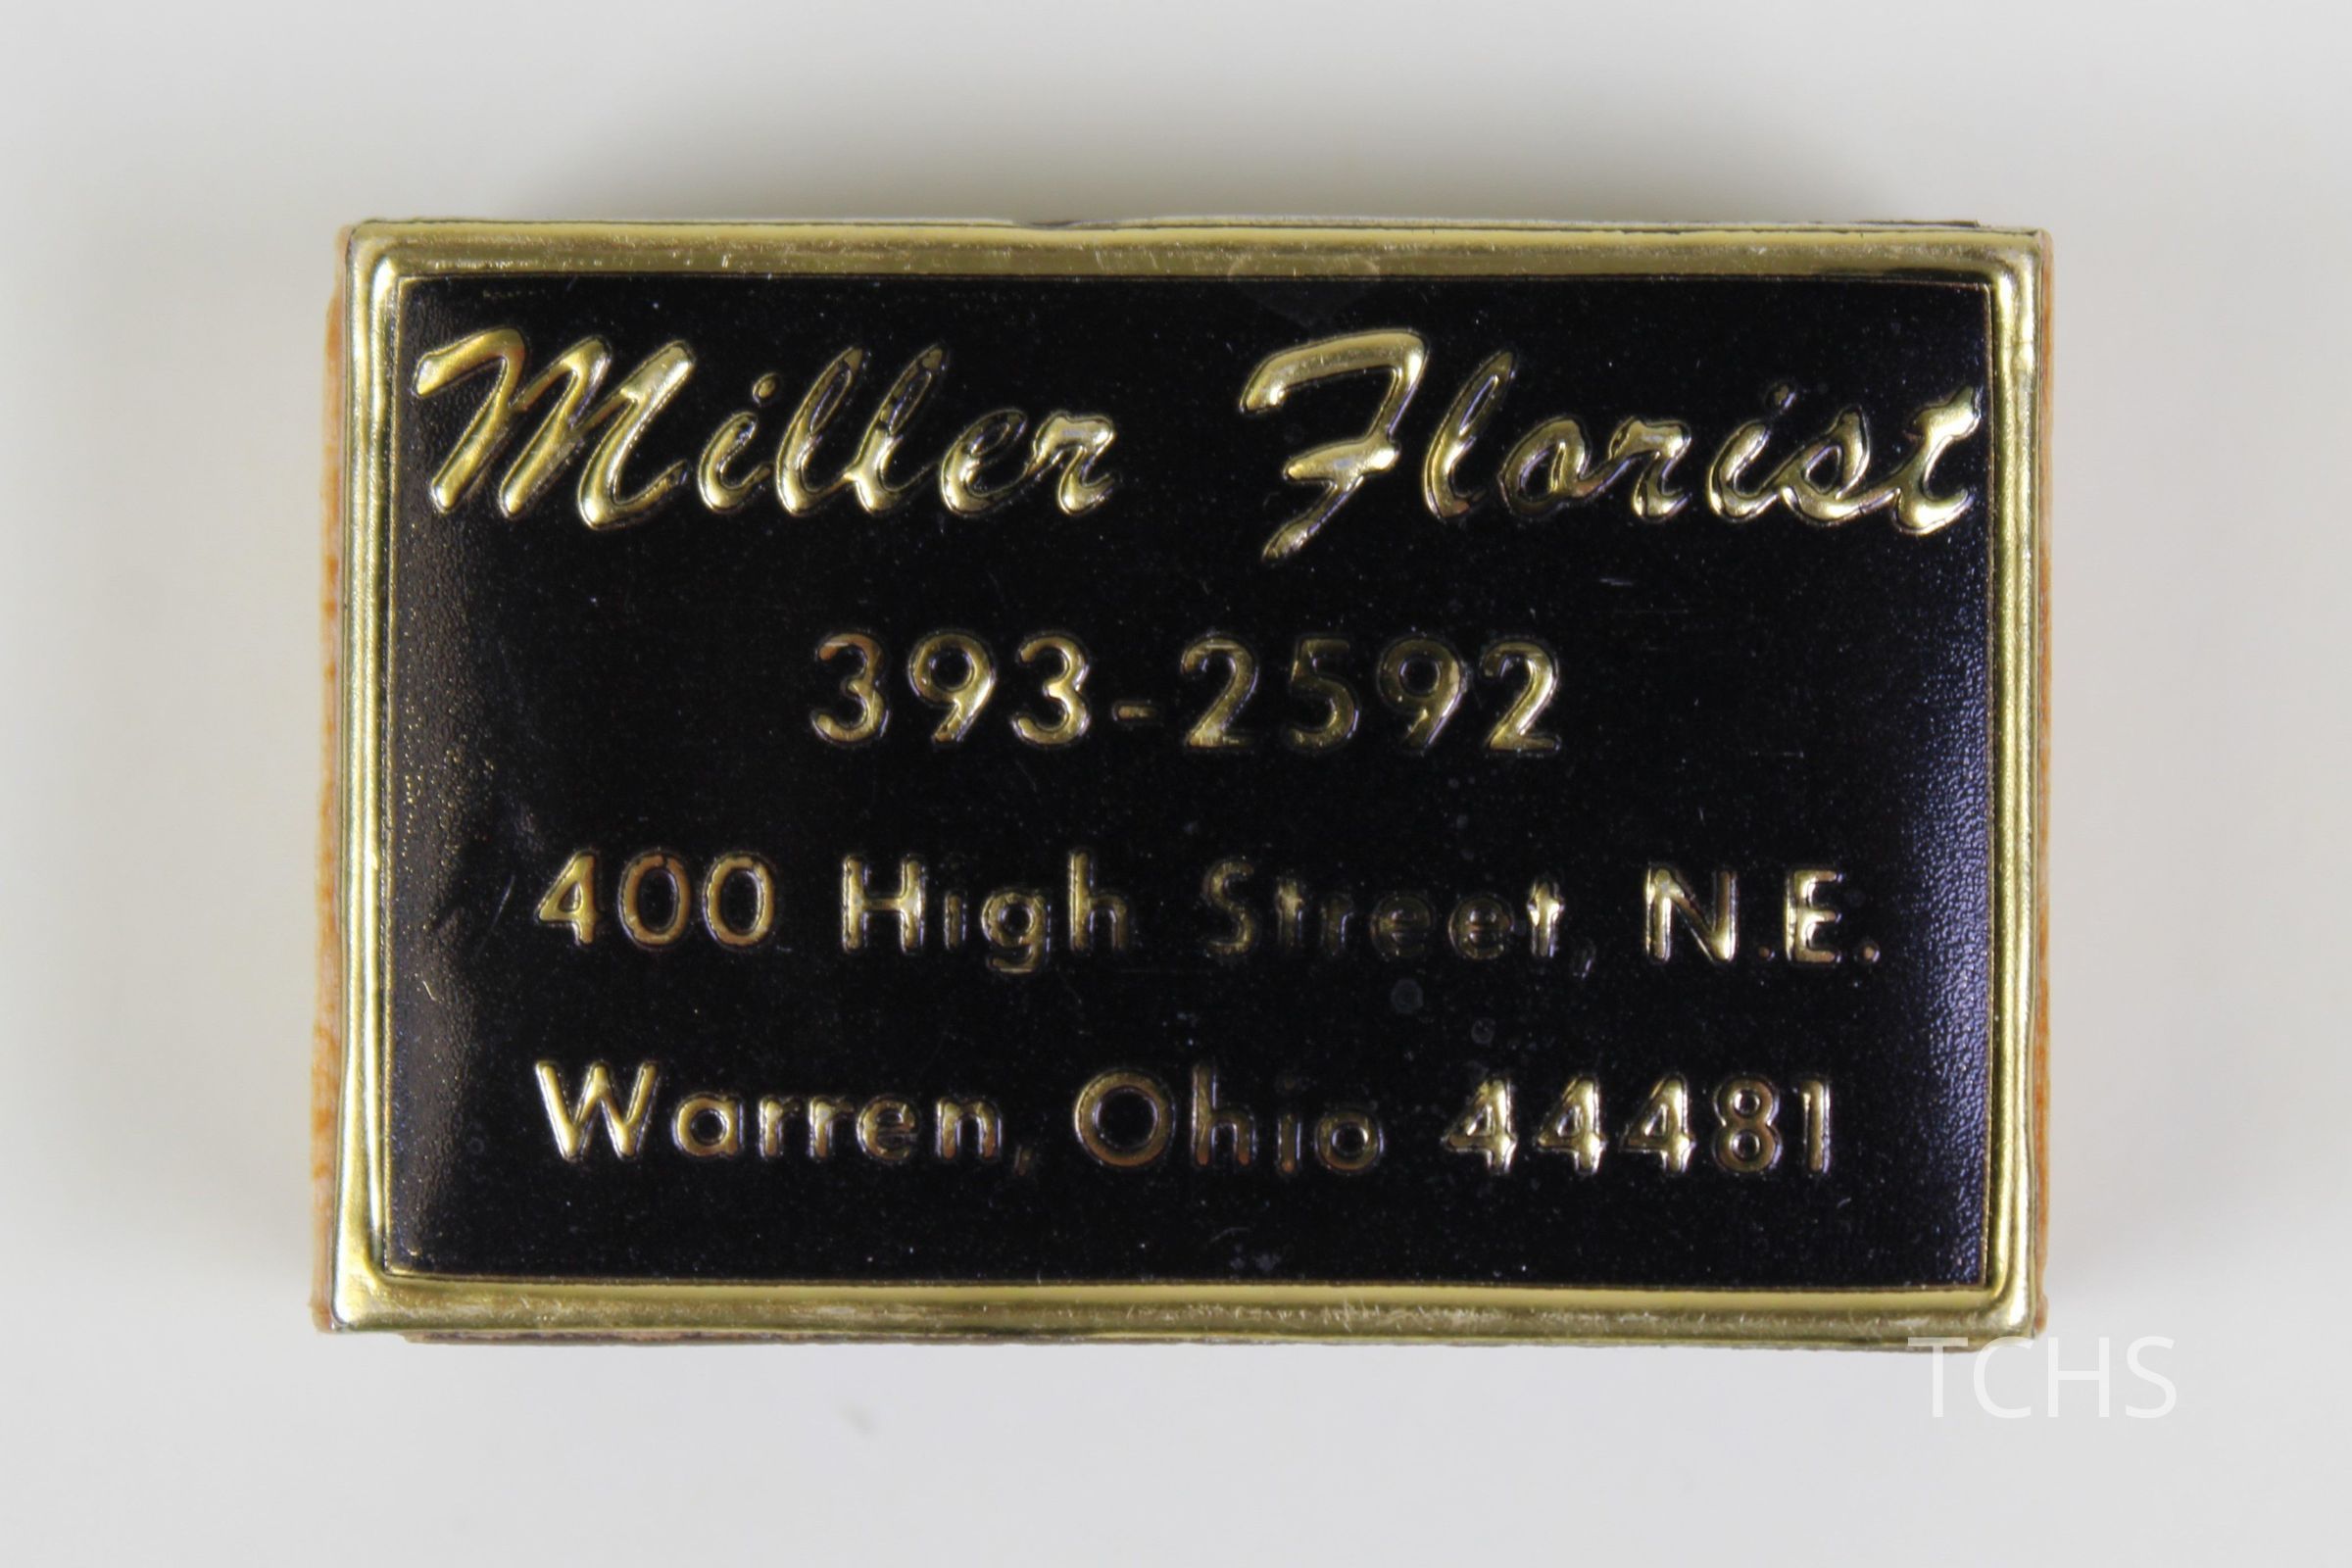 Miller Florist
393-2592
400 High Street, N.E.
Warren, Ohio 44481
TCHS